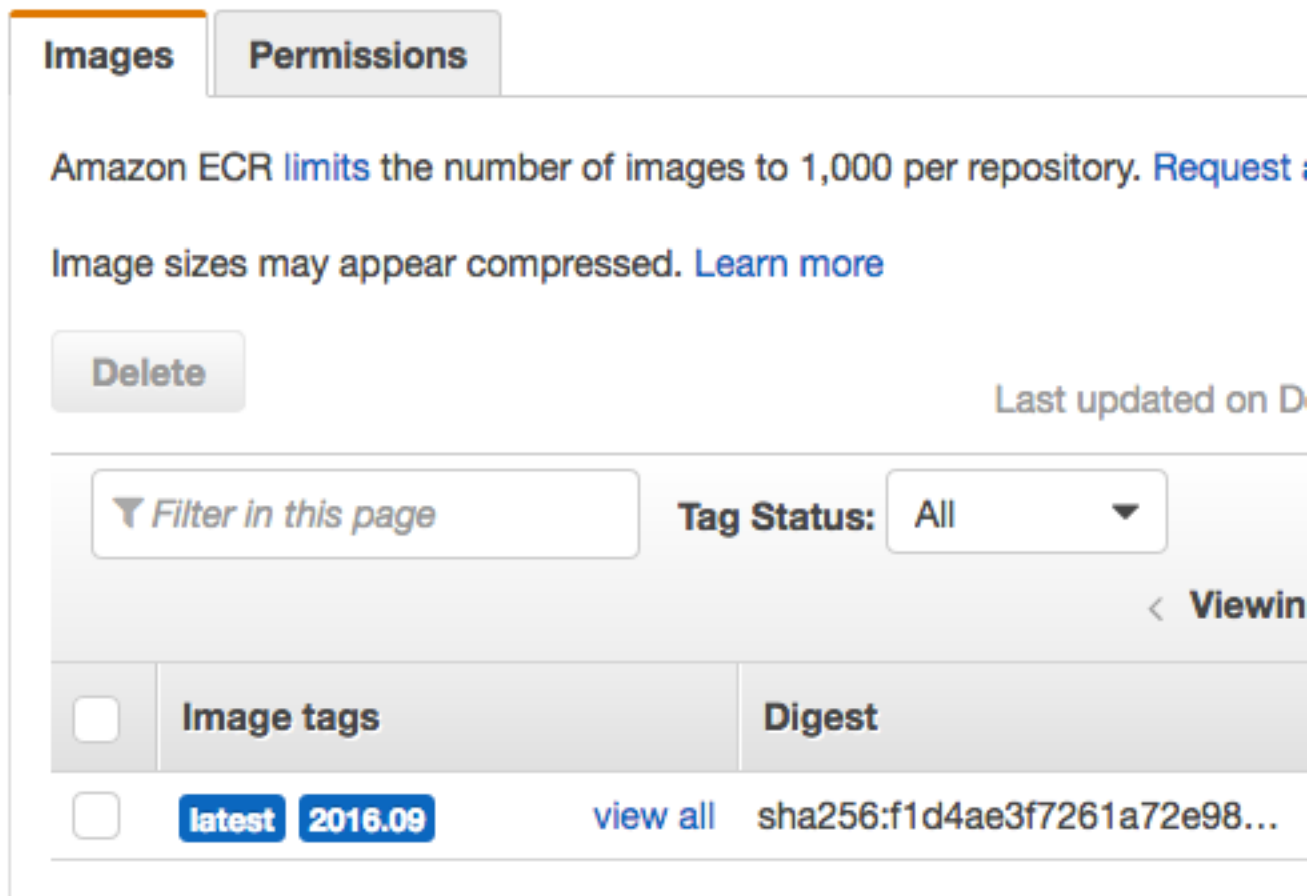 Images Permissions
Amazon ECR limits the number of images to 1,000 per repository. Request
Image sizes may appear compressed. Learn more
Delete
Last updated on
Filter in this page Tag Status: All
< Viewin
Image tags Digest
latest 2016.09 view all sha256:f1d4ae3f7261a72e98...